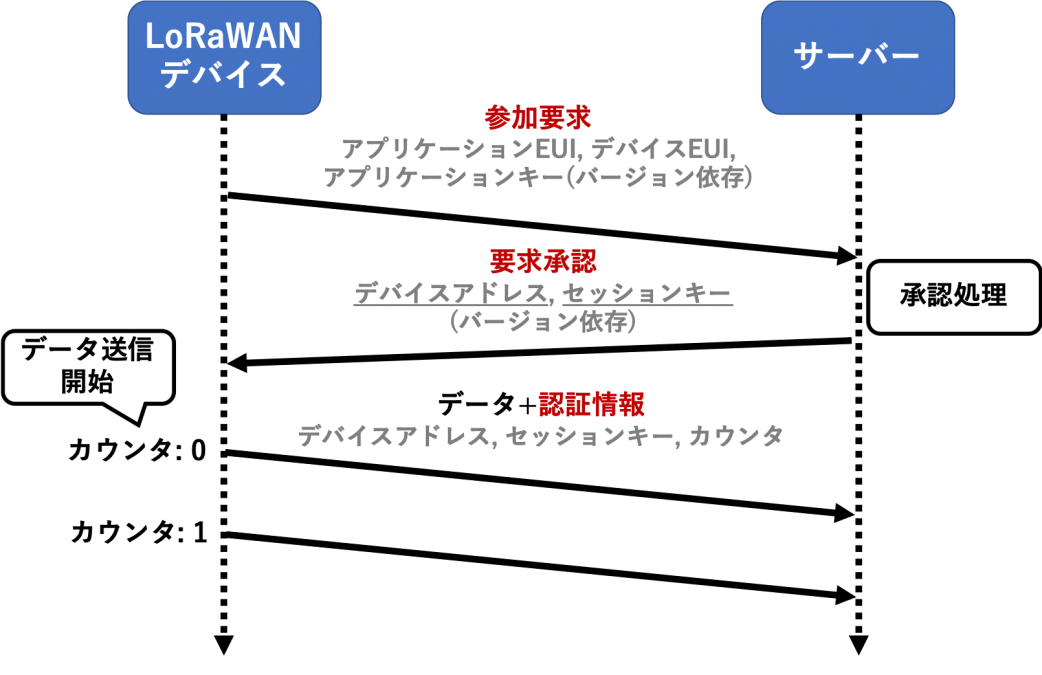 LoRaWAN
デバイス
サーバー
参加要求
アプリケーションEUI, デバイスEUI,
アプリケーションキー(バージョン依存)
要求承認
デバイスアドレス, セッションキー
(バージョン依存)
承認処理
データ送信
開始
データ+認証情報
デバイスアドレス, セッションキー, カウンタ
カウンタ: 0
カウンタ: 1